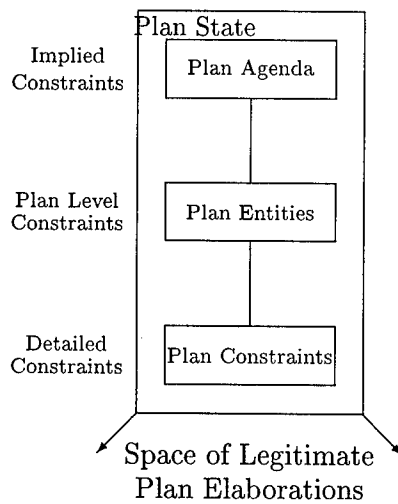 Plan State
Implied
Constraints
Plan Agenda
Plan Level
Constraints
Plan Entities
Detailed
Constraints
Plan Constraints
Space of Legitimate
Plan Elaborations